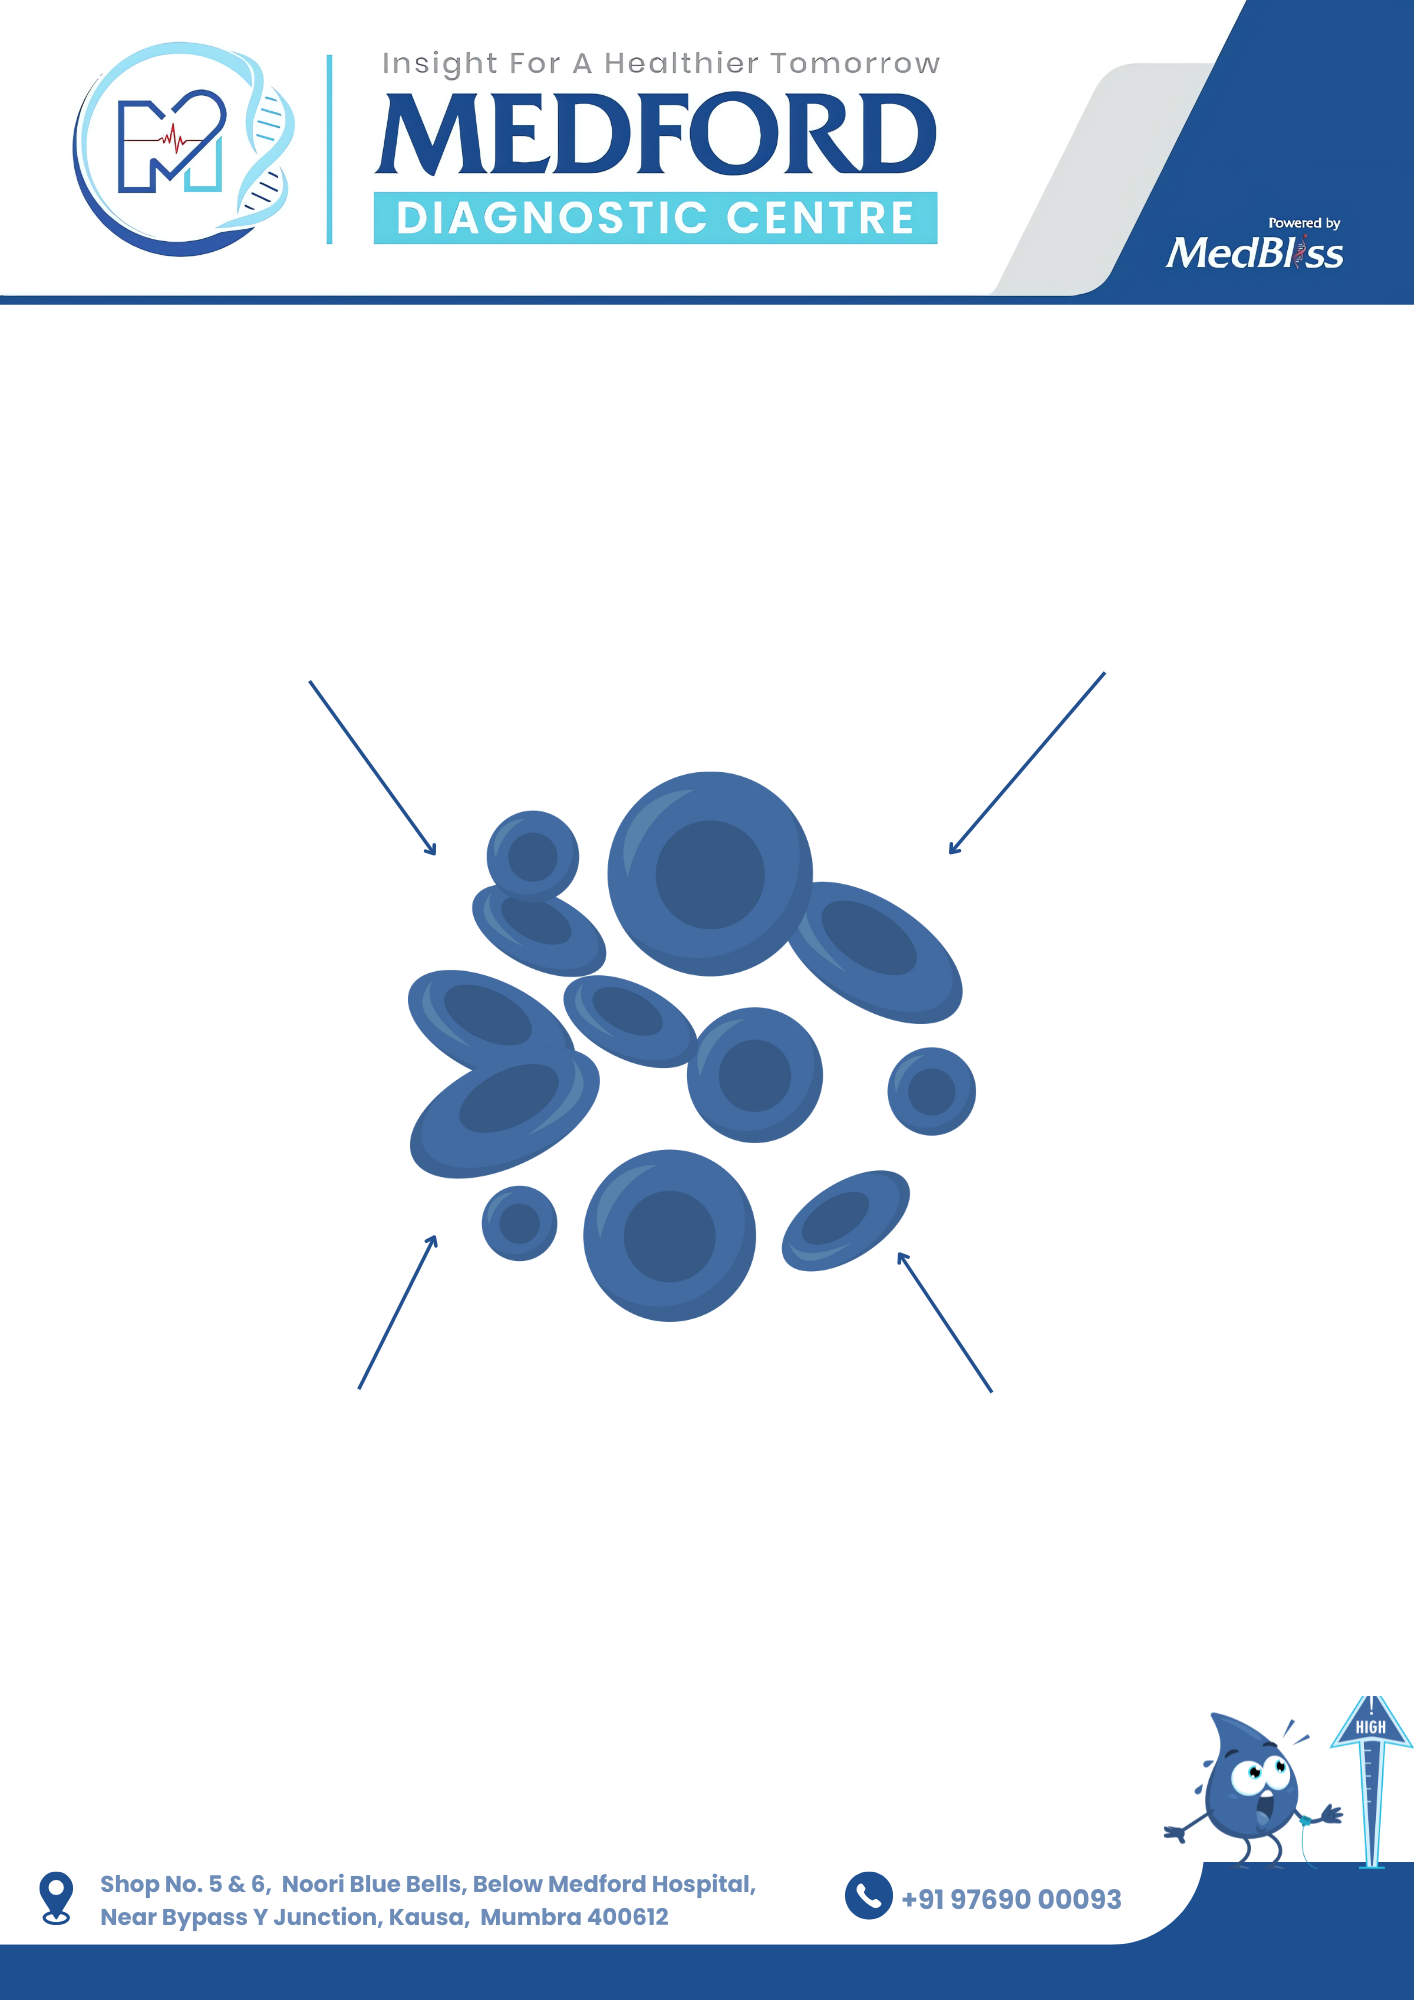 Insight For A Healthier Tomorrow
MEDFORD
DIAGNOSTIC CENTRE
Powered by
MedBliss
HIGH
Shop No. 5 & 6, Noori Blue Bells, Below Medford Hospital,
Near Bypass Y Junction, Kausa, Mumbra 400612
+91 97690 00093